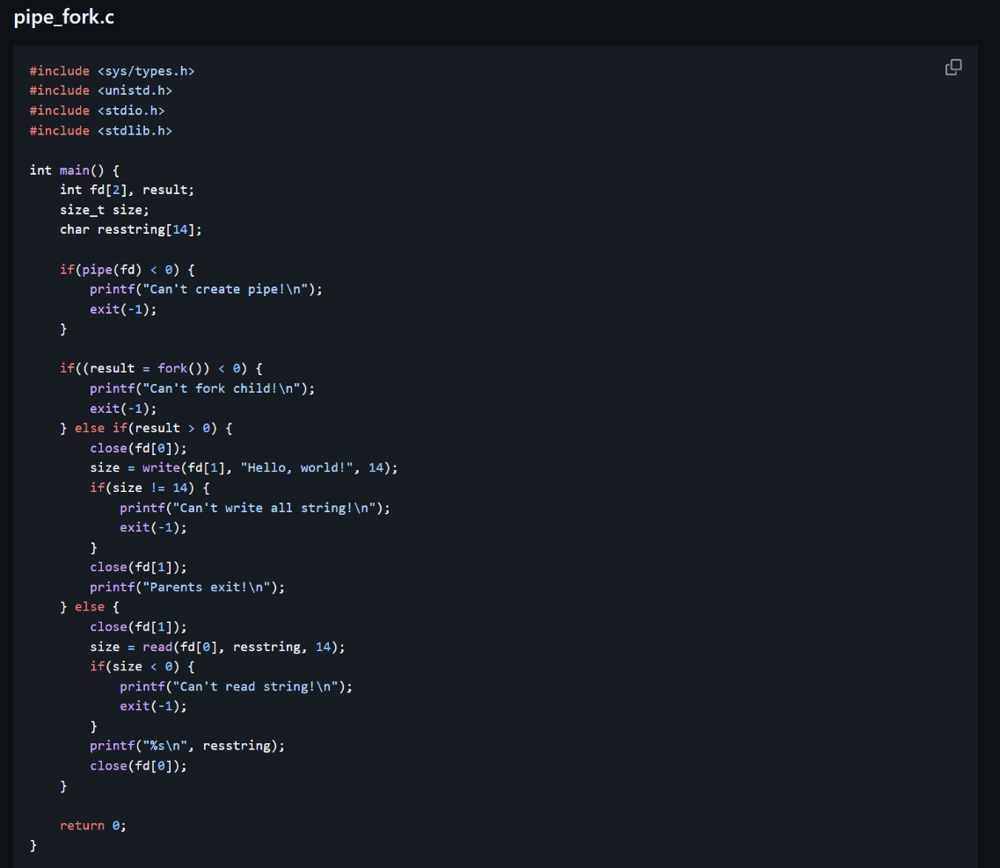 pipe_fork.c
#include <sys/types.h>
#include <unistd.h>
#include <stdio.h>
#include <stdlib.h>
int main() {
    int fd[2], result;
    size_t size;
    char resstring[14];
    if(pipe(fd) < 0) {
        printf("Can't create pipe!\n");
        exit(-1);
    }
    if((result = fork()) < 0) {
        printf("Can't fork child!\n");
        exit(-1);
    } else if(result > 0) {
        close(fd[0]);
        size = write(fd[1], "Hello, world!", 14);
        if(size != 14) {
            printf("Can't write all string!\n");
            exit(-1);
        }
        close(fd[1]);
        printf("Parents exit!\n");
    } else {
        close(fd[1]);
        size = read(fd[0], resstring, 14);
        if(size < 0) {
            printf("Can't read string!\n");
            exit(-1);
        }
        printf("%s\n", resstring);
        close(fd[0]);
    }
    return 0;
}